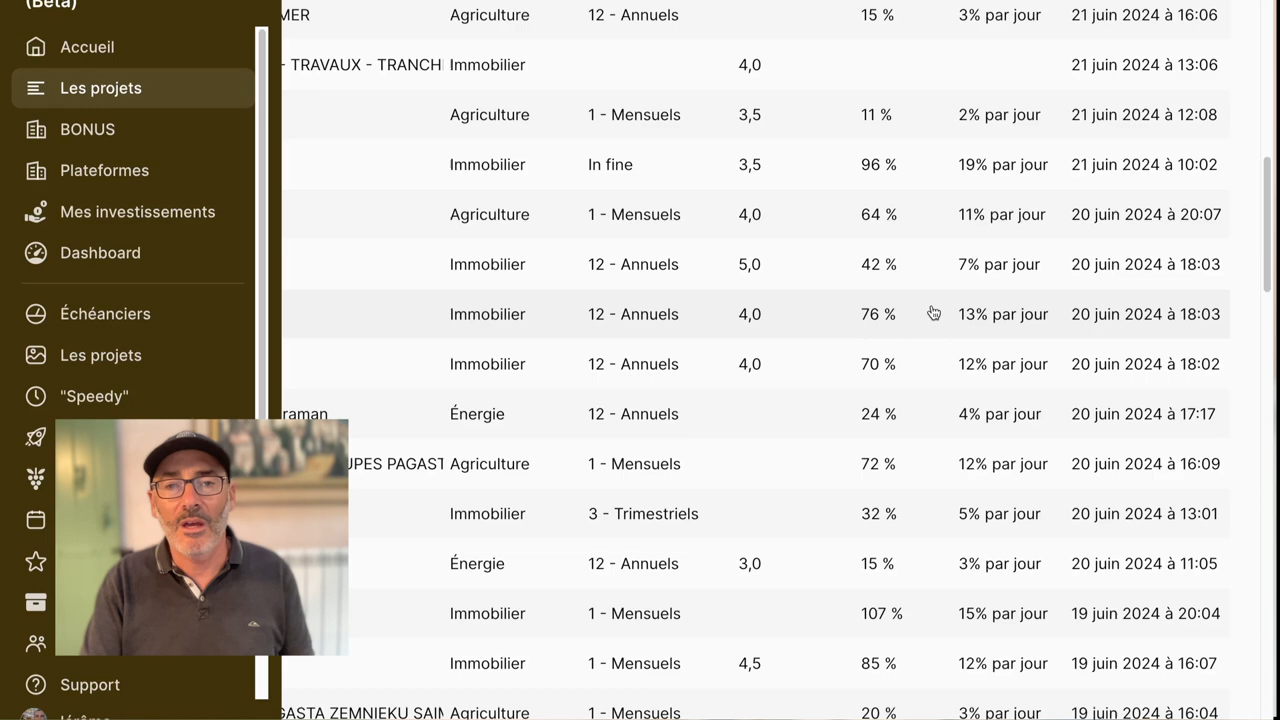 (Beta)
Accueil
Les projets
BONUS
Plateformes
Mes investissements
Dashboard
Échéanciers
Les projets
"Speedy"
Support
Jérôme
MER Agriculture 12 - Annuels 15 % 3% par jour 21 juin 2024 à 16:06
- TRAVAUX - TRANCH Immobilier 4,0 21 juin 2024 à 13:06
Agriculture 1 - Mensuels 3,5 11 % 2% par jour 21 juin 2024 à 12:08
Immobilier In fine 3,5 96 % 19% par jour 21 juin 2024 à 10:02
Agriculture 1 - Mensuels 4,0 64 % 11% par jour 20 juin 2024 à 20:07
Immobilier 12 - Annuels 5,0 42 % 7% par jour 20 juin 2024 à 18:03
Immobilier 12 - Annuels 4,0 76 % 13% par jour 20 juin 2024 à 18:03
Immobilier 12 - Annuels 4,0 70 % 12% par jour 20 juin 2024 à 18:02
raman Énergie 12 - Annuels 24 % 4% par jour 20 juin 2024 à 17:17
UPES PAGAST Agriculture 1 - Mensuels 72 % 12% par jour 20 juin 2024 à 16:09
Immobilier 3 - Trimestriels 32 % 5% par jour 20 juin 2024 à 13:01
Énergie 12 - Annuels 3,0 15 % 3% par jour 20 juin 2024 à 11:05
Immobilier 1 - Mensuels 107 % 15% par jour 19 juin 2024 à 20:04
Immobilier 1 - Mensuels 4,5 85 % 12% par jour 19 juin 2024 à 16:07
GASTA ZEMNIEKU SAIM Agriculture 1 - Mensuels 20 % 3% par jour 19 juin 2024 à 16:04